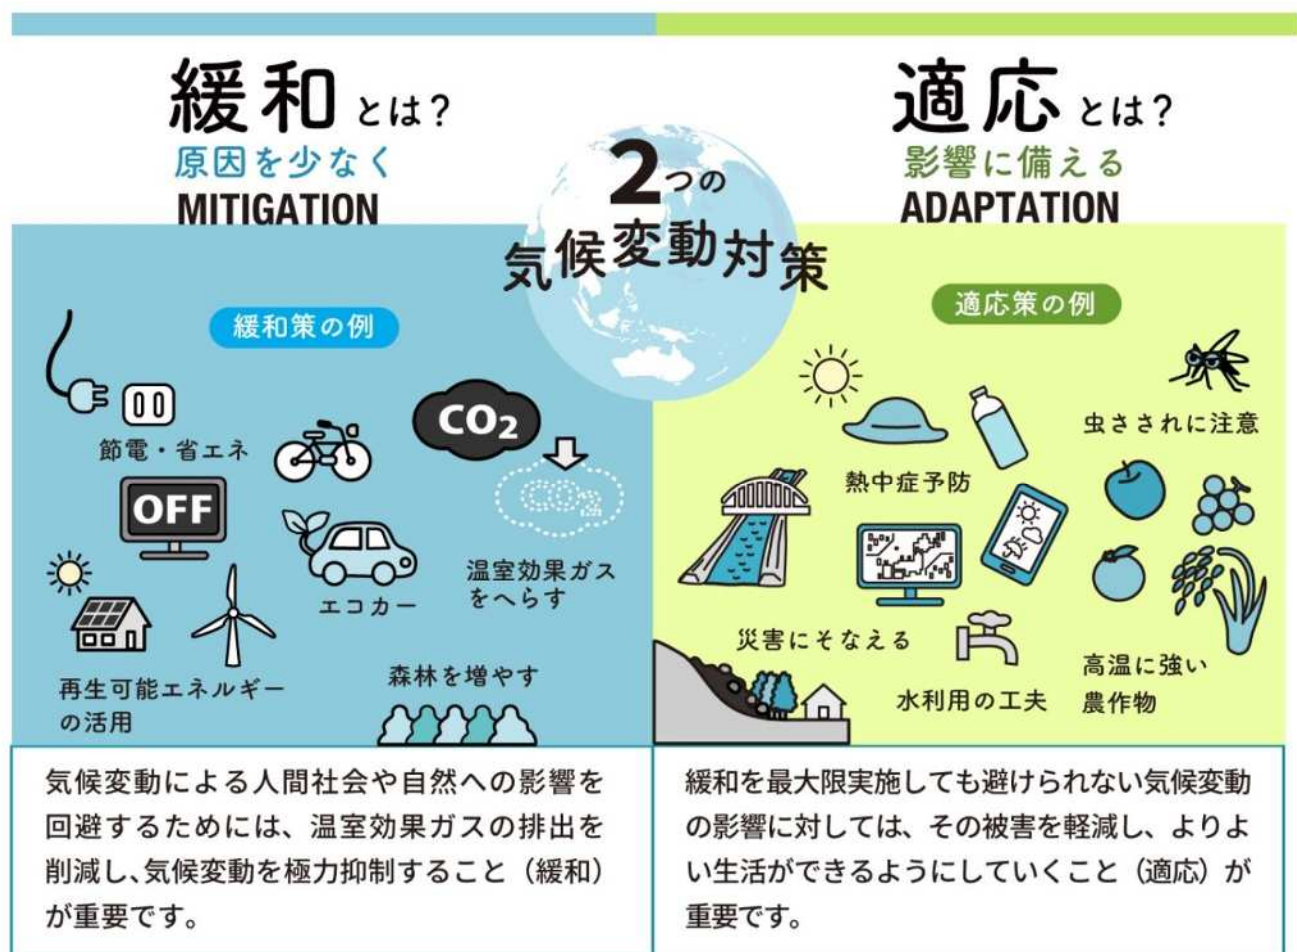 緩和とは?
原因を少なく
MITIGATION
2つの
気候変動対策
適応とは?
影響に備える
ADAPTATION
緩和策の例
節電・省エネ
OFF
CO2
CO2
温室効果ガス
をへらす
エコカー
再生可能エネルギー
の活用
森林を増やす
適応策の例
虫さされに注意
熱中症予防
災害にそなえる
水利用の工夫
高温に強い
農作物
気候変動による人間社会や自然への影響を
回避するためには、温室効果ガスの排出を
削減し、気候変動を極力抑制すること（緩和）
が重要です。
緩和を最大限実施しても避けられない気候変動
の影響に対しては、その被害を軽減し、よりよ
い生活ができるようにしていくこと（適応）が
重要です。